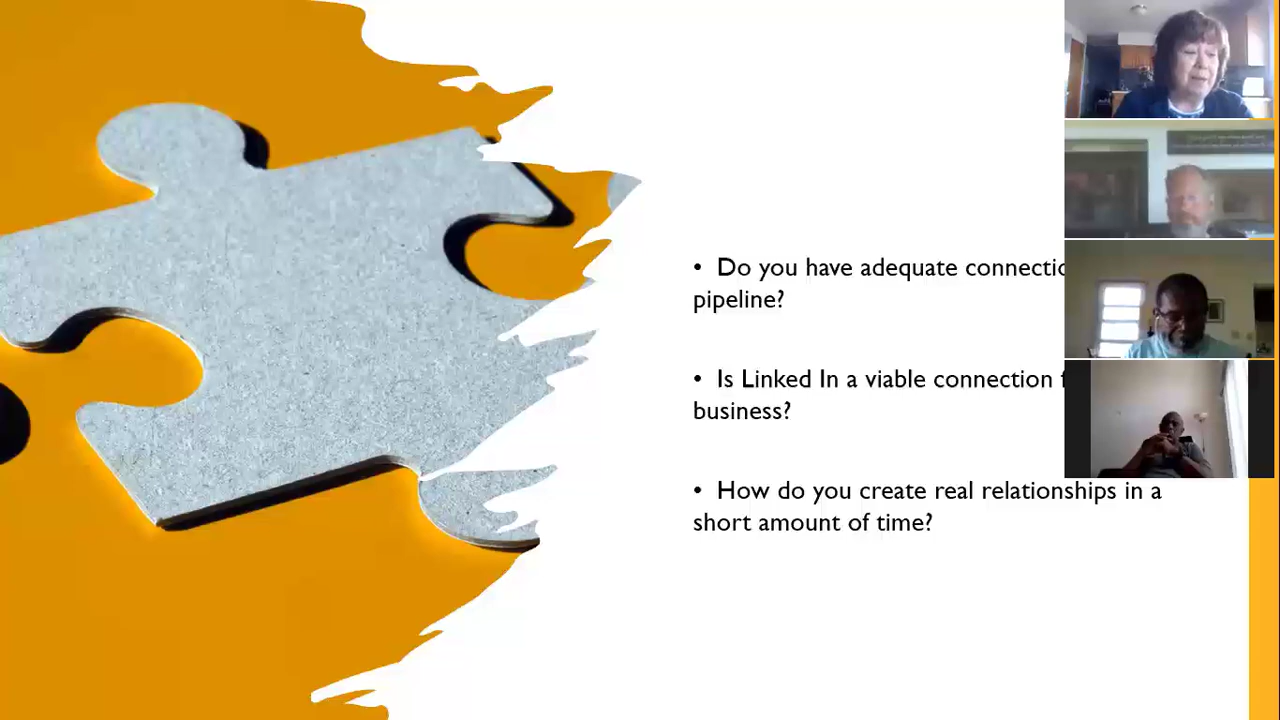 • Do you have adequate
pipeline?
• Is Linked In a viable connection
business?
• How do you create real relationships in a
short amount of time?